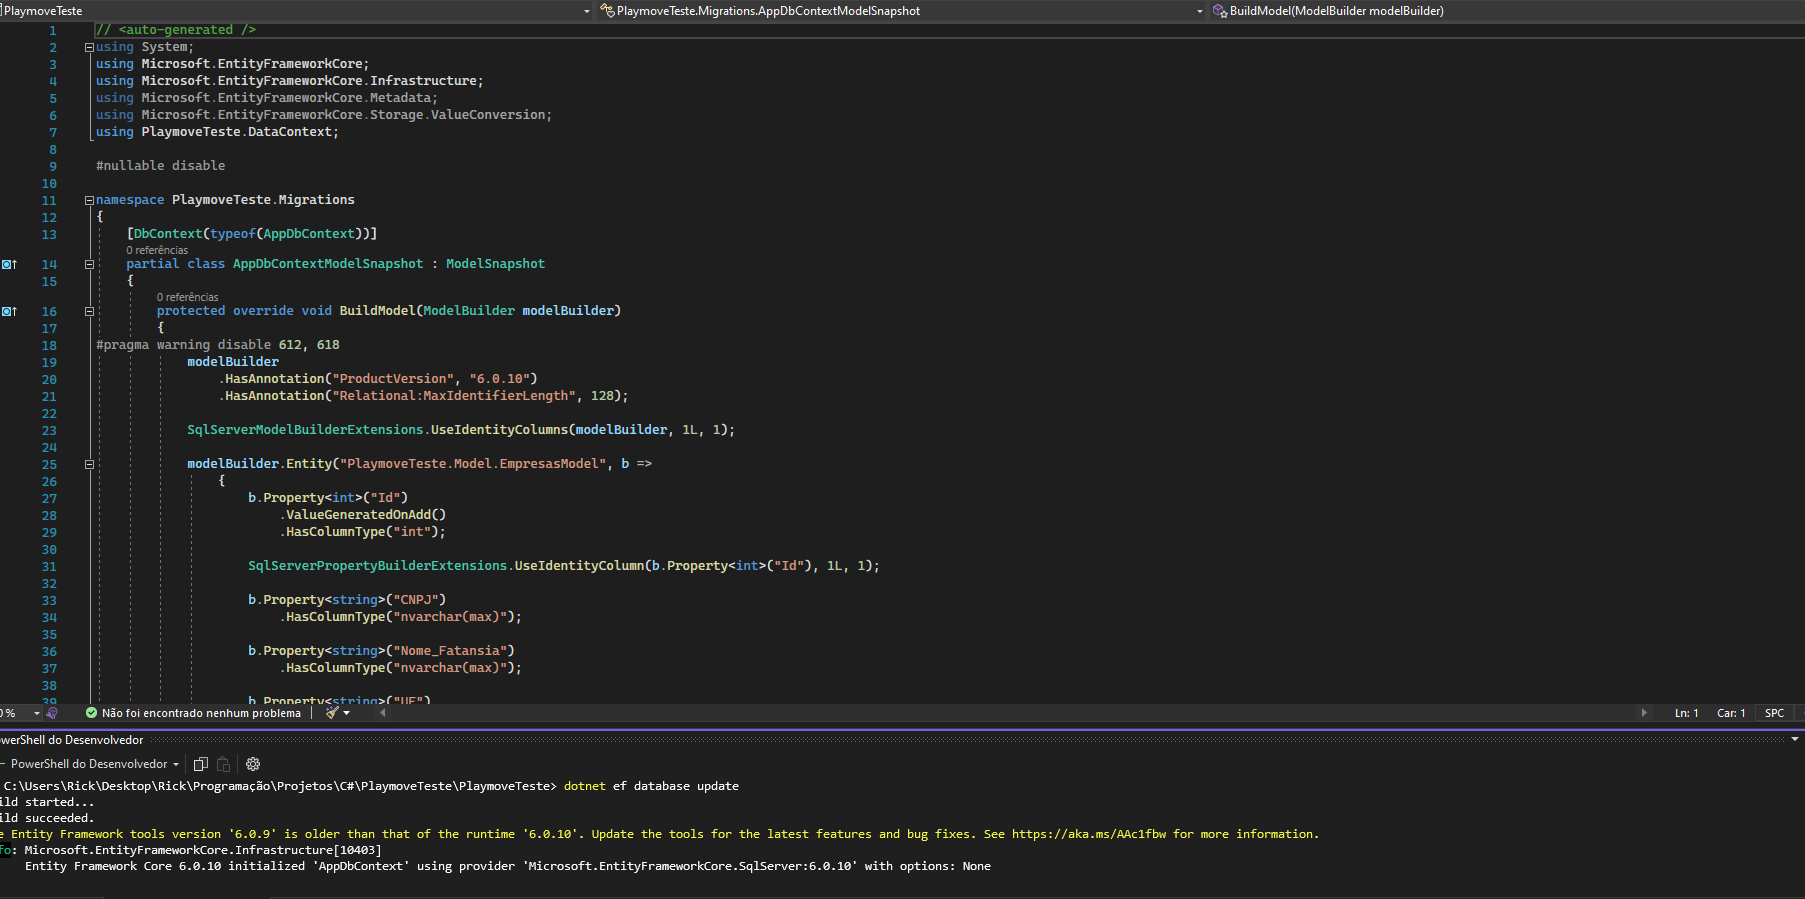 PlaymoveTeste
PlaymoveTeste.Migrations.AppDbContextModelSnapshot
BuildModel(ModelBuilder modelBuilder)
1 // <auto-generated />
2 using System;
3 using Microsoft.EntityFrameworkCore;
4 using Microsoft.EntityFrameworkCore.Infrastructure;
5 using Microsoft.EntityFrameworkCore.Metadata;
6 using Microsoft.EntityFrameworkCore.Storage.ValueConversion;
7 using PlaymoveTeste.DataContext;
8
9 #nullable disable
10
11 namespace PlaymoveTeste.Migrations
12 {
13 [DbContext(typeof(AppDbContext))]
0 referências
14 partial class AppDbContextModelSnapshot : ModelSnapshot
15 {
0 referências
16 protected override void BuildModel(ModelBuilder modelBuilder)
17 {
18 #pragma warning disable 612, 618
19 modelBuilder
20 .HasAnnotation("ProductVersion", "6.0.10")
21 .HasAnnotation("Relational:MaxIdentifierLength", 128);
22
23 SqlServerModelBuilderExtensions.UseIdentityColumns(modelBuilder, 1L, 1);
24
25 modelBuilder.Entity("PlaymoveTeste.Model.EmpresasModel", b =>
26 {
27 b.Property<int>("Id")
28 .ValueGeneratedOnAdd()
29 .HasColumnType("int");
30
31 SqlServerPropertyBuilderExtensions.UseIdentityColumn(b.Property<int>("Id"), 1L, 1);
32
33 b.Property<string>("CNPJ")
34 .HasColumnType("nvarchar(max)");
35
36 b.Property<string>("Nome_Fatansia")
37 .HasColumnType("nvarchar(max)");
38
39 b.Property<string>("UF")
0 %
Não foi encontrado nenhum problema
Ln: 1 Car: 1 SPC
owerShell do Desenvolvedor
PowerShell do Desenvolvedor
C:\Users\Rick\Desktop\Rick\Programação\Projetos\C#\PlaymoveTeste\PlaymoveTeste> dotnet ef database update
ild started...
ild succeeded.
e Entity Framework tools version '6.0.9' is older than that of the runtime '6.0.10'. Update the tools for the latest features and bug fixes. See https://aka.ms/AAc1fbw for more information.
fo: Microsoft.EntityFrameworkCore.Infrastructure[10403]
Entity Framework Core 6.0.10 initialized 'AppDbContext' using provider 'Microsoft.EntityFrameworkCore.SqlServer:6.0.10' with options: None